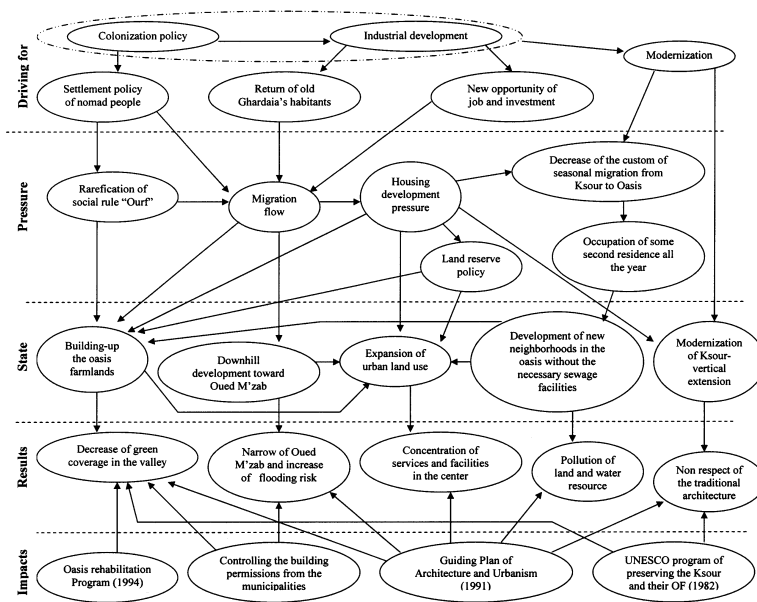 Driving for
Colonization policy
Industrial development
Modernization
Settlement policy
of nomad people
Return of old
Ghardaia's habitants
New opportunity of
job and investment
Pressure
Rarefication of
social rule "Ourf"
Migration
flow
Housing
development
pressure
Decrease of the custom of
seasonal migration from
Ksour to Oasis
Land reserve
policy
Occupation of some
second residence all
the year
State
Building-up
the oasis
farmlands
Downhill
development toward
Oued M'zab
Expansion of
urban land use
Development of new
neighborhoods in the
oasis without the
necessary sewage
facilities
Modernization
of Ksour-
vertical
extension
Results
Decrease of green
coverage in the valley
Narrow of Oued
M'zab and increase
of flooding risk
Concentration of
services and facilities
in the center
Pollution of
land and water
resource
Non respect of
the traditional
architecture
Impacts
Oasis rehabilitation
Program (1994)
Controlling the building
permissions from the
municipalities
Guiding Plan of
Architecture and Urbanism
(1991)
UNESCO program of
preserving the Ksour
and their OF (1982)